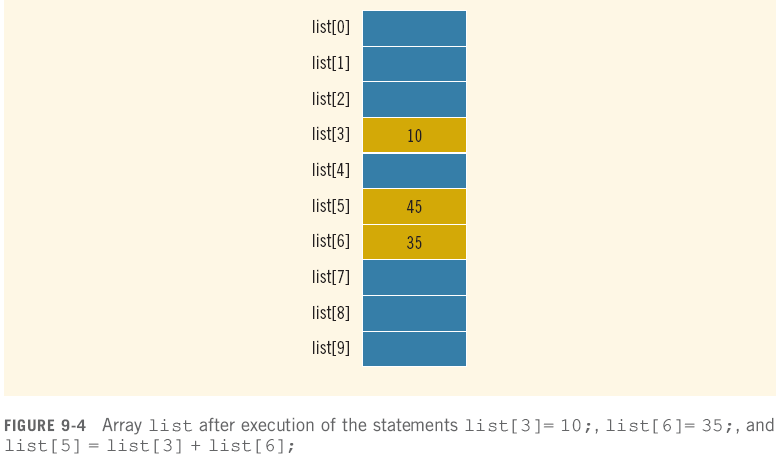 list[0]
list[1]
list[2]
list[3] 10
list[4]
list[5] 45
list[6] 35
list[7]
list[8]
list[9]
FIGURE 9-4 Array list after execution of the statements list[3]= 10;, list[6]= 35;, and
list[5] = list[3] + list[6];